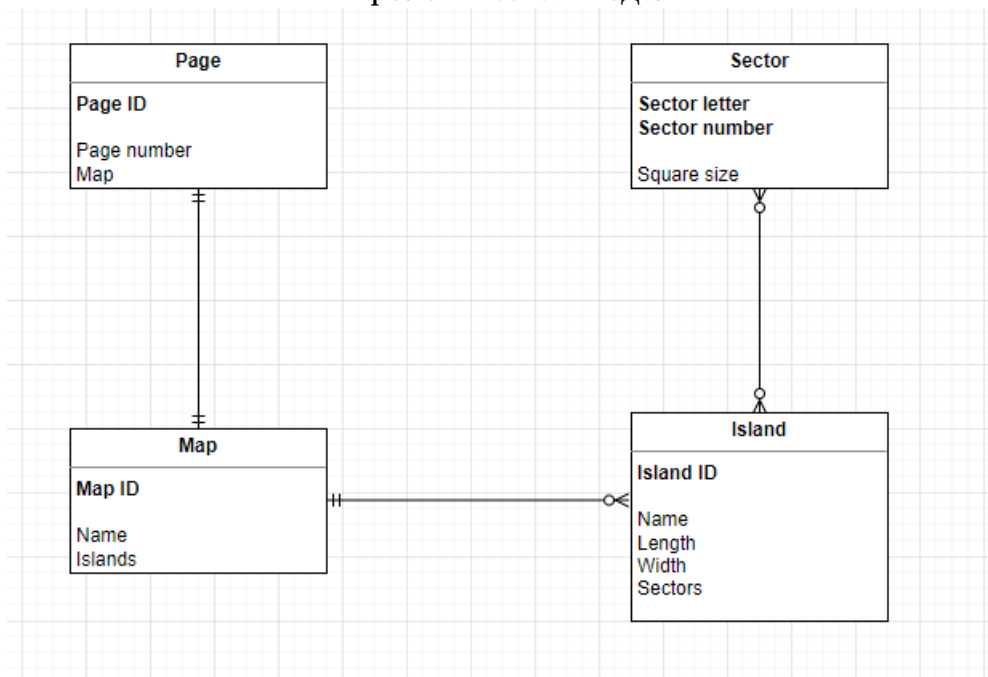 Page
Page ID
Page number
Map
Sector
Sector letter
Sector number
Square size
Map
Map ID
Name
Islands
Island
Island ID
Name
Length
Width
Sectors